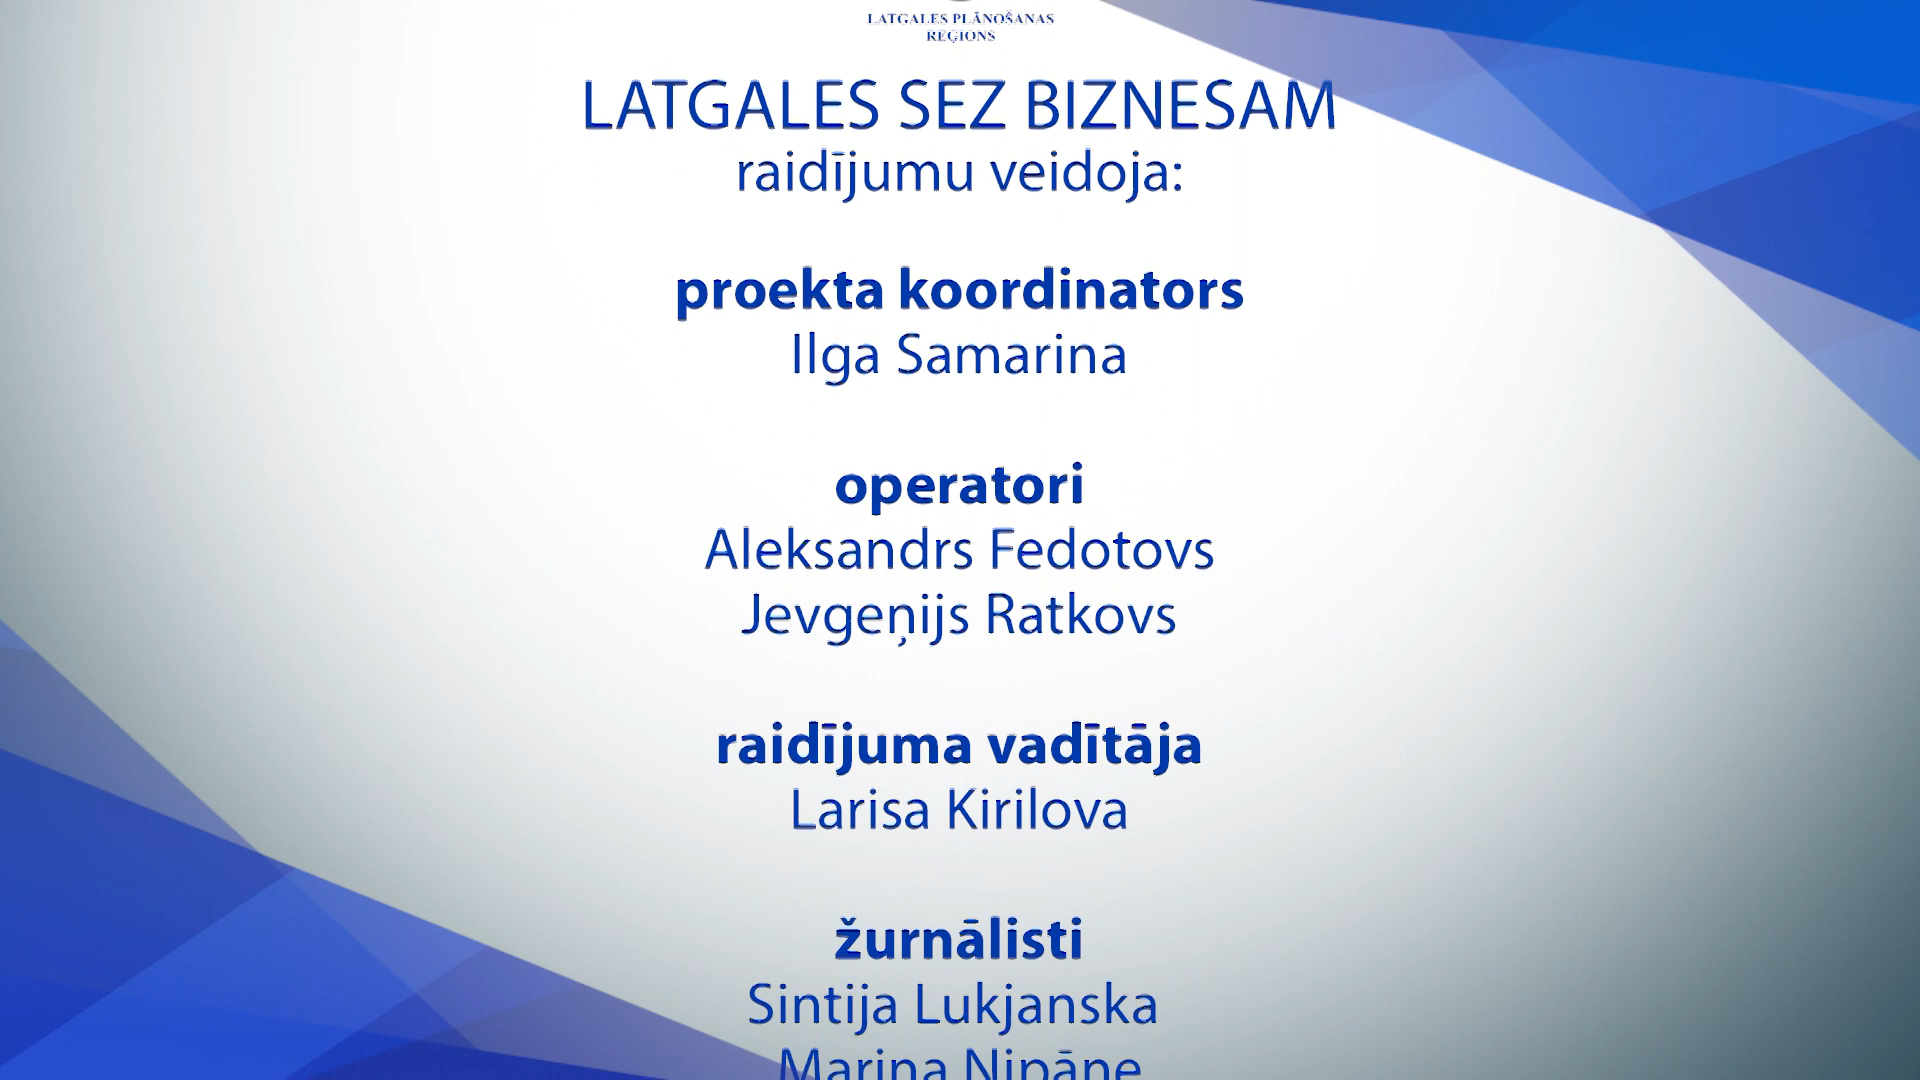 LATGALES PLĀNOŠANAS
REĢIONS
LATGALES SEZ BIZNESAM
raidījumu veidoja:
proekta koordinators
Ilga Samarina
operatori
Aleksandrs Fedotovs
Jevgeņijs Ratkovs
raidījuma vadītāja
Larisa Kirilova
žurnālisti
Sintija Lukjanska
Marina Nipāne